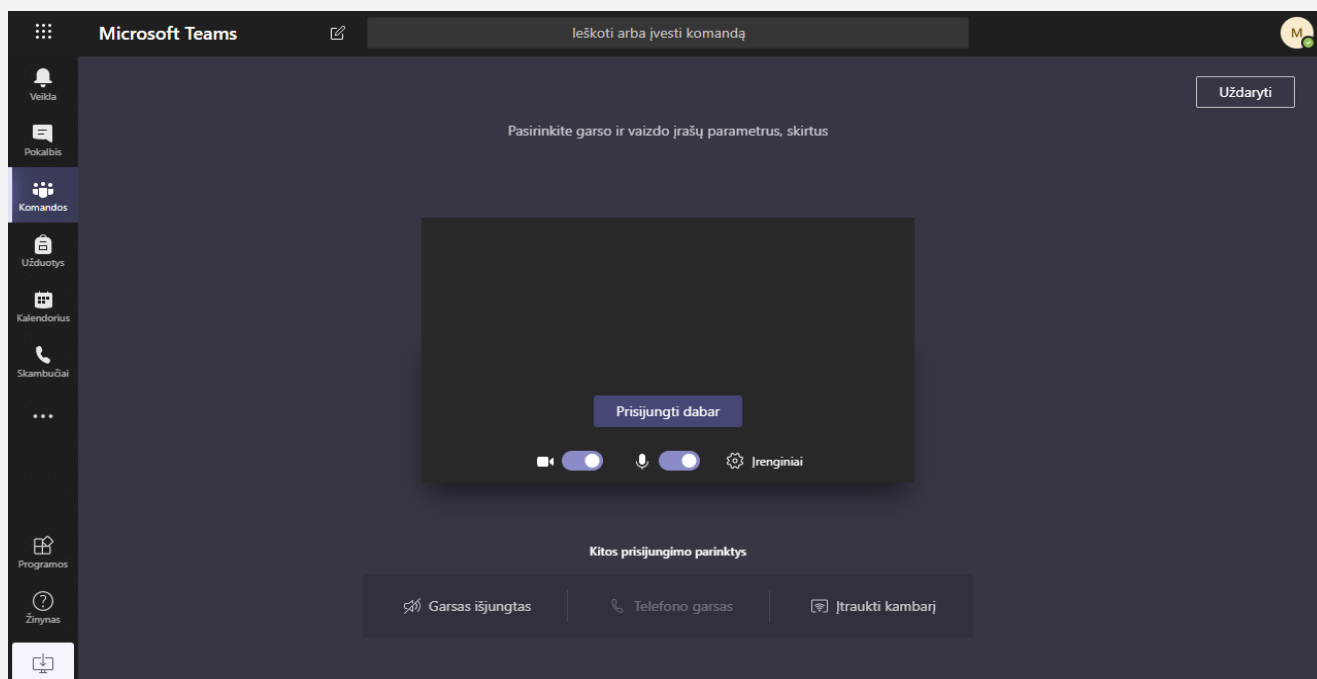 Microsoft Teams
Ieškoti arba įvesti komandą
M
Veikla
Pokalbis
Komandos
Užduotys
Kalendorius
Skambučiai
Programos
Žinynas
Uždaryti
Pasirinkite garso ir vaizdo įrašų parametrus, skirtus
Prisijungti dabar
Įrenginiai
Kitos prisijungimo parinktys
Garsas išjungtas
Telefono garsas
Įtraukti kambarį